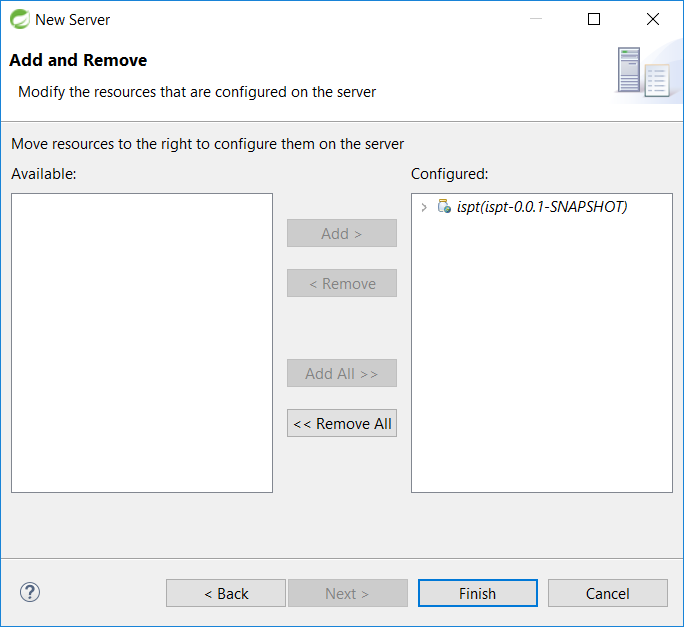 New Server
Add and Remove
Modify the resources that are configured on the server
Move resources to the right to configure them on the server
Available:
Configured:
ispt(ispt-0.0.1-SNAPSHOT)
Add >
< Remove
Add All >>
<< Remove All
?
< Back
Next >
Finish
Cancel